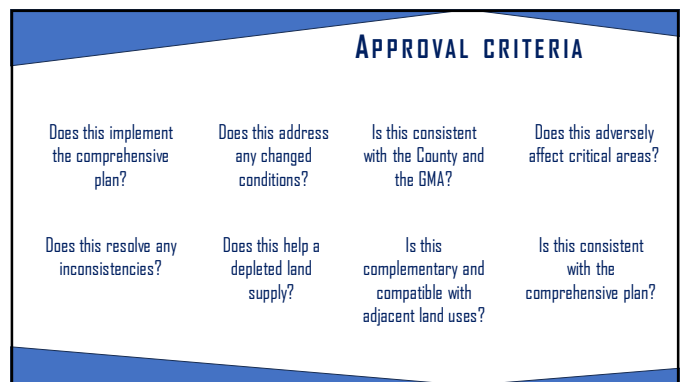 APPROVAL CRITERIA
Does this implement
the comprehensive
plan?
Does this address
any changed
conditions?
Is this consistent
with the County and
the GMA?
Does this adversely
affect critical areas?
Does this resolve any
inconsistencies?
Does this help a
depleted land
supply?
Is this
complementary and
compatible with
adjacent land uses?
Is this consistent
with the
comprehensive plan?